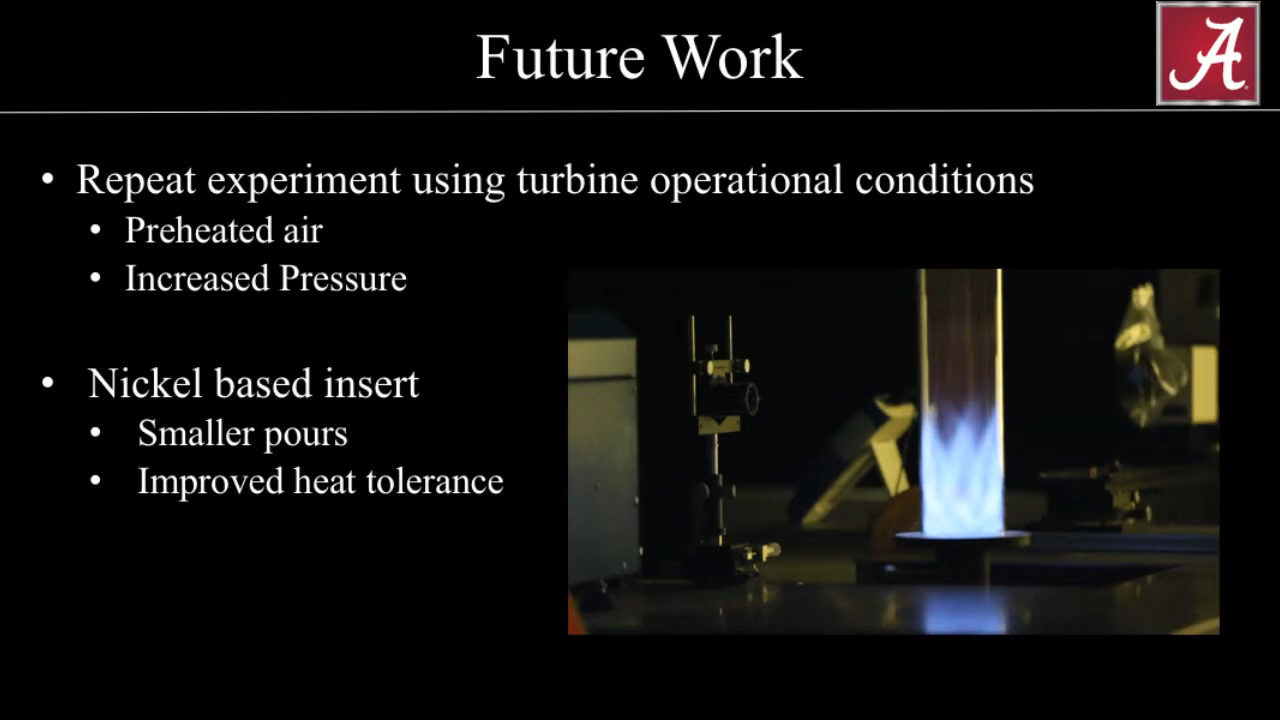 Future Work
A
• Repeat experiment using turbine operational conditions
• Preheated air
• Increased Pressure
• Nickel based insert
• Smaller pours
• Improved heat tolerance